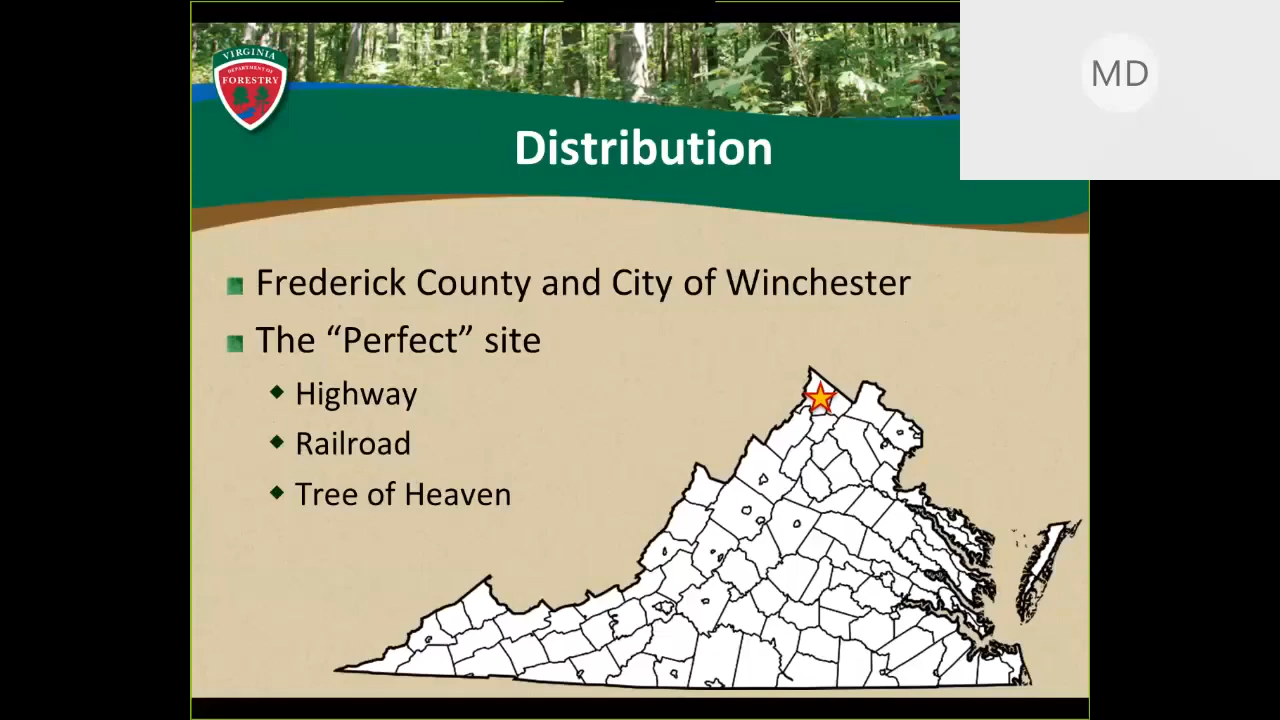 VIRGINIA
DEPARTMENT OF
FORESTRY
MD
Distribution
Frederick County and City of Winchester
The “Perfect” site
Highway
Railroad
Tree of Heaven